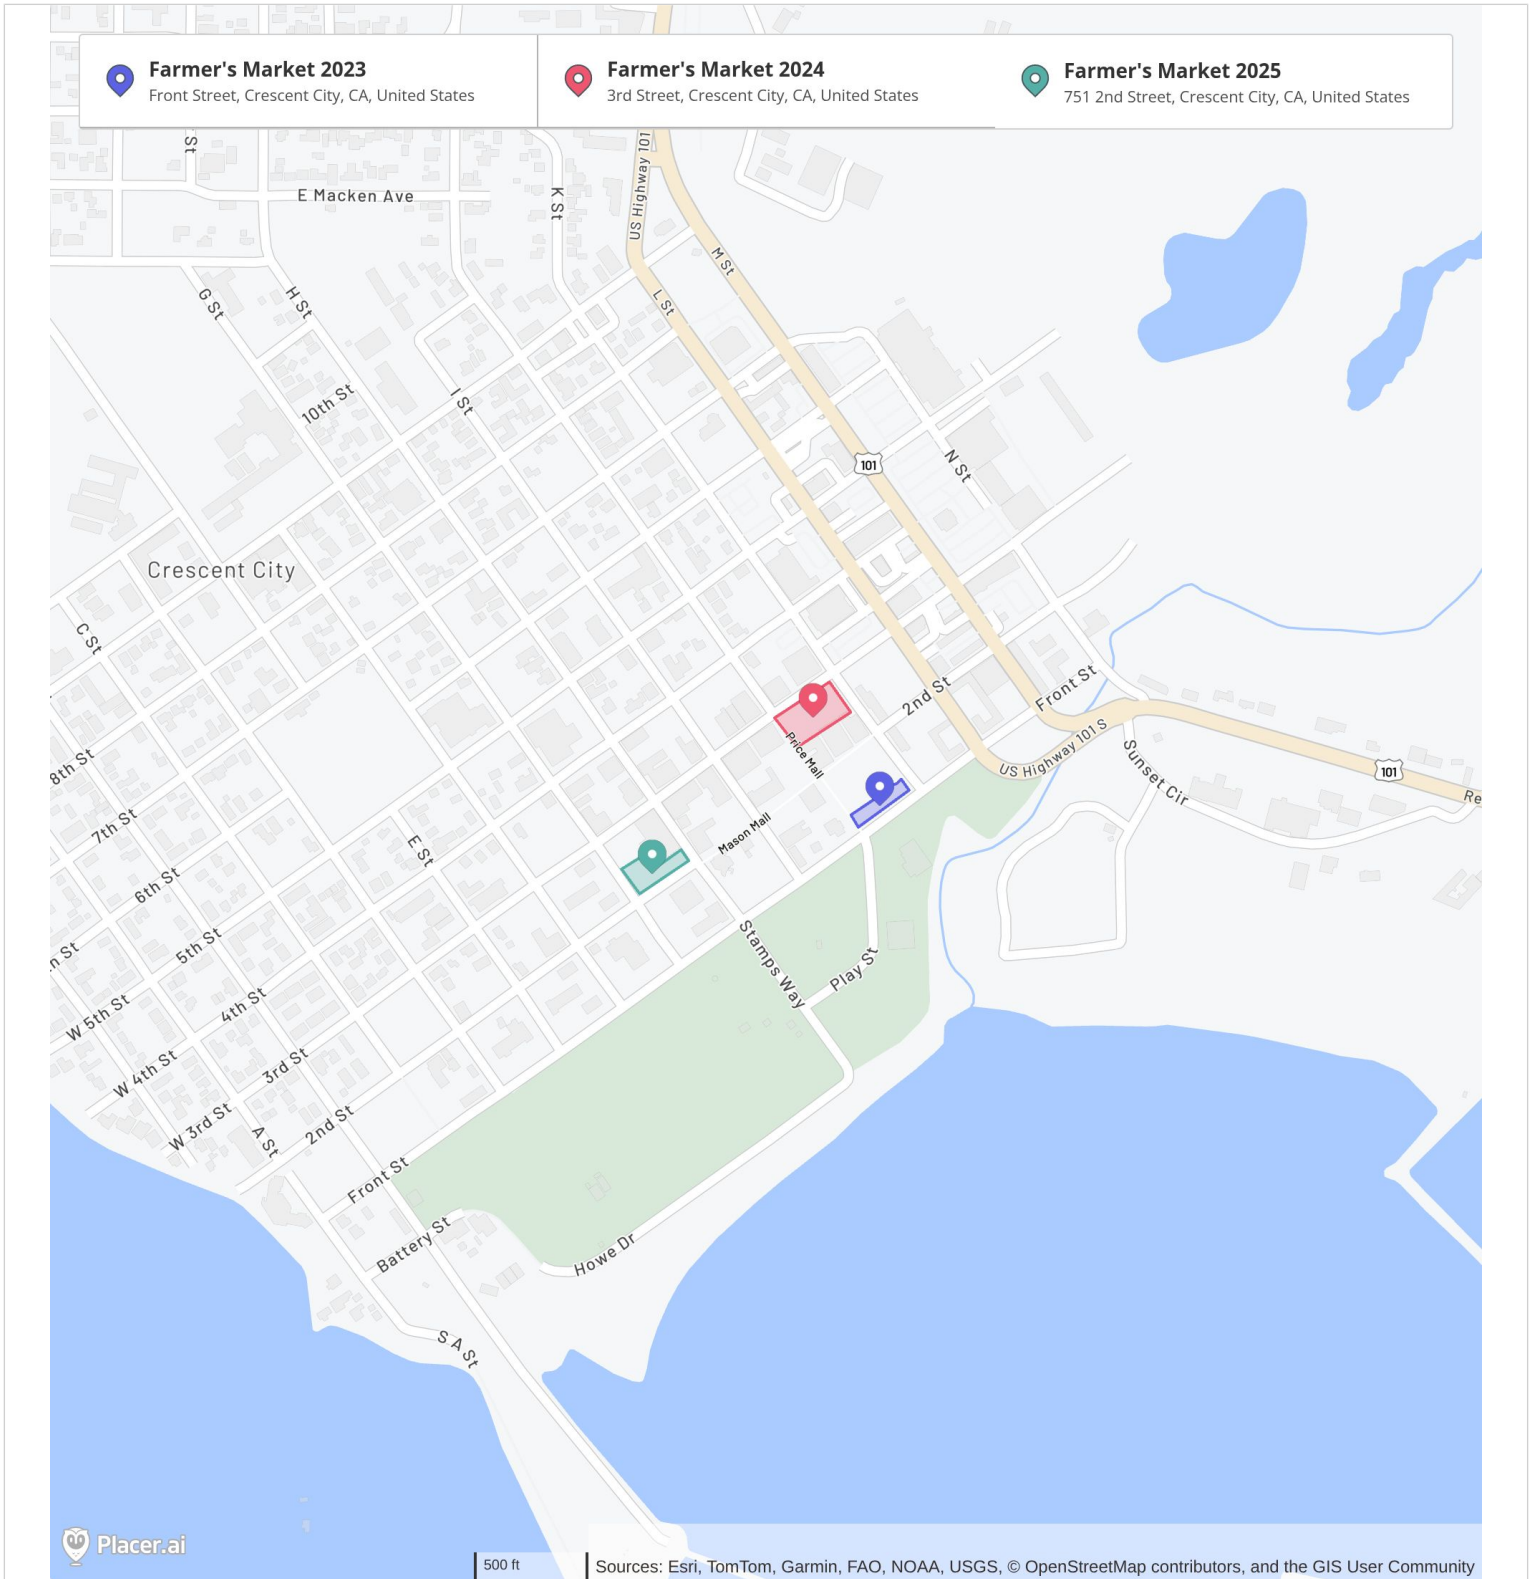 Farmer's Market 2023
Front Street, Crescent City, CA, United States
Farmer's Market 2024
3rd Street, Crescent City, CA, United States
Farmer's Market 2025
751 2nd Street, Crescent City, CA, United States
St
E Macken Ave
K St
US Highway 101
M St
G St
H St
L St
10th St
I St
101
N St
Crescent City
C St
2nd St
Front St
US Highway 101 S
8th St
Price Mall
Sunset Cir
101
Re
7th St
E St
Mason Mall
6th St
5th St
n St
Stamps Way
Play St
W 5th St
4th St
W 4th St
3rd St
W 3rd St
A St
2nd St
Front St
Battery St
Howe Dr
S A St
Placer.ai
500 ft
Sources: Esri, TomTom, Garmin, FAO, NOAA, USGS, © OpenStreetMap contributors, and the GIS User Community